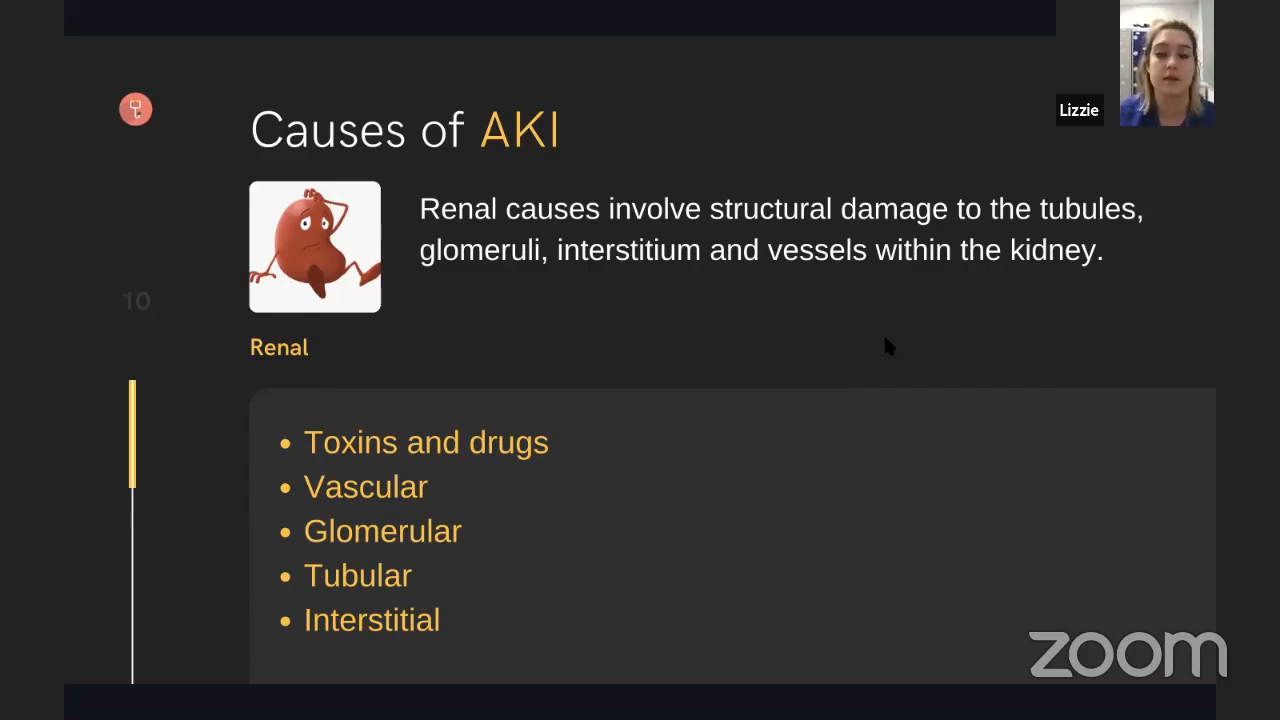 Lizzie
Causes of AKI
Renal causes involve structural damage to the tubules,
glomeruli, interstitium and vessels within the kidney.
10
Renal
• Toxins and drugs
• Vascular
• Glomerular
• Tubular
• Interstitial
zoom